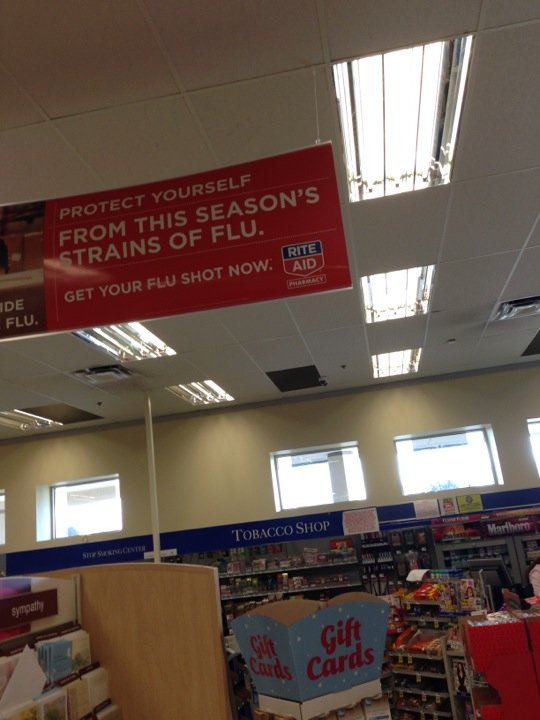 PROTECT YOURSELF
FROM THIS SEASON'S
STRAINS OF FLU.
GET YOUR FLU SHOT NOW.
RITE
AID
PHARMACY
IDE
FLU.
STOP SMOKING CENTER
TOBACCO SHOP
Marlboro
sympathy
Gift
Cards
Gift
Cards